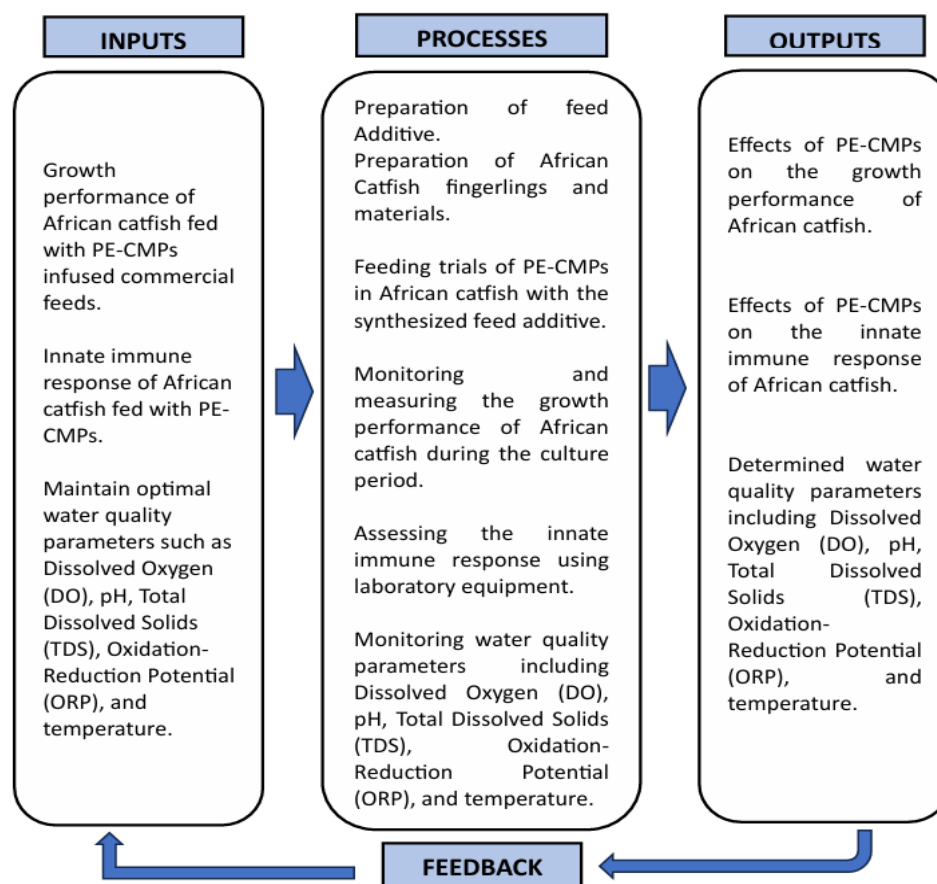 INPUTS
PROCESSES
OUTPUTS
Growth
performance of
African catfish fed
with PE-CMPs
infused commercial
feeds.
Innate immune
response of African
catfish fed with PE-
CMPs.
Maintain optimal
water quality
parameters such as
Dissolved Oxygen
(DO), pH, Total
Dissolved Solids
(TDS), Oxidation-
Reduction Potential
(ORP), and
temperature.
Preparation of feed
Additive.
Preparation of African
Catfish fingerlings and
materials.
Feeding trials of PE-CMPs
in African catfish with the
synthesized feed additive.
Monitoring and
measuring the growth
performance of African
catfish during the culture
period.
Assessing the innate
immune response using
laboratory equipment.
Monitoring water quality
parameters including
Dissolved Oxygen (DO),
pH, Total Dissolved Solids
(TDS), Oxidation-
Reduction Potential
(ORP), and temperature.
Effects of PE-CMPs
on the growth
performance of
African catfish.
Effects of PE-CMPs
on the innate
immune response
of African catfish.
Determined water
quality parameters
including Dissolved
Oxygen (DO), pH,
Total Dissolved
Solids (TDS),
Oxidation-
Reduction Potential
(ORP), and
temperature.
FEEDBACK